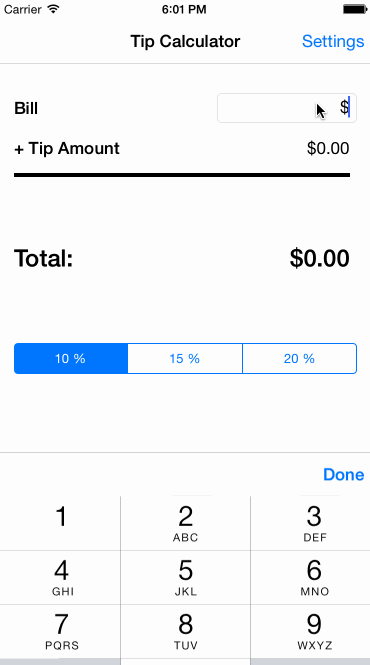 Carrier 6:01 PM
Tip Calculator Settings
Bill $
+ Tip Amount $0.00
Total: $0.00
10 % 15 % 20 %
Done
1 2 3
ABC DEF
4 5 6
GHI JKL MNO
7 8 9
PQRS TUV WXYZ